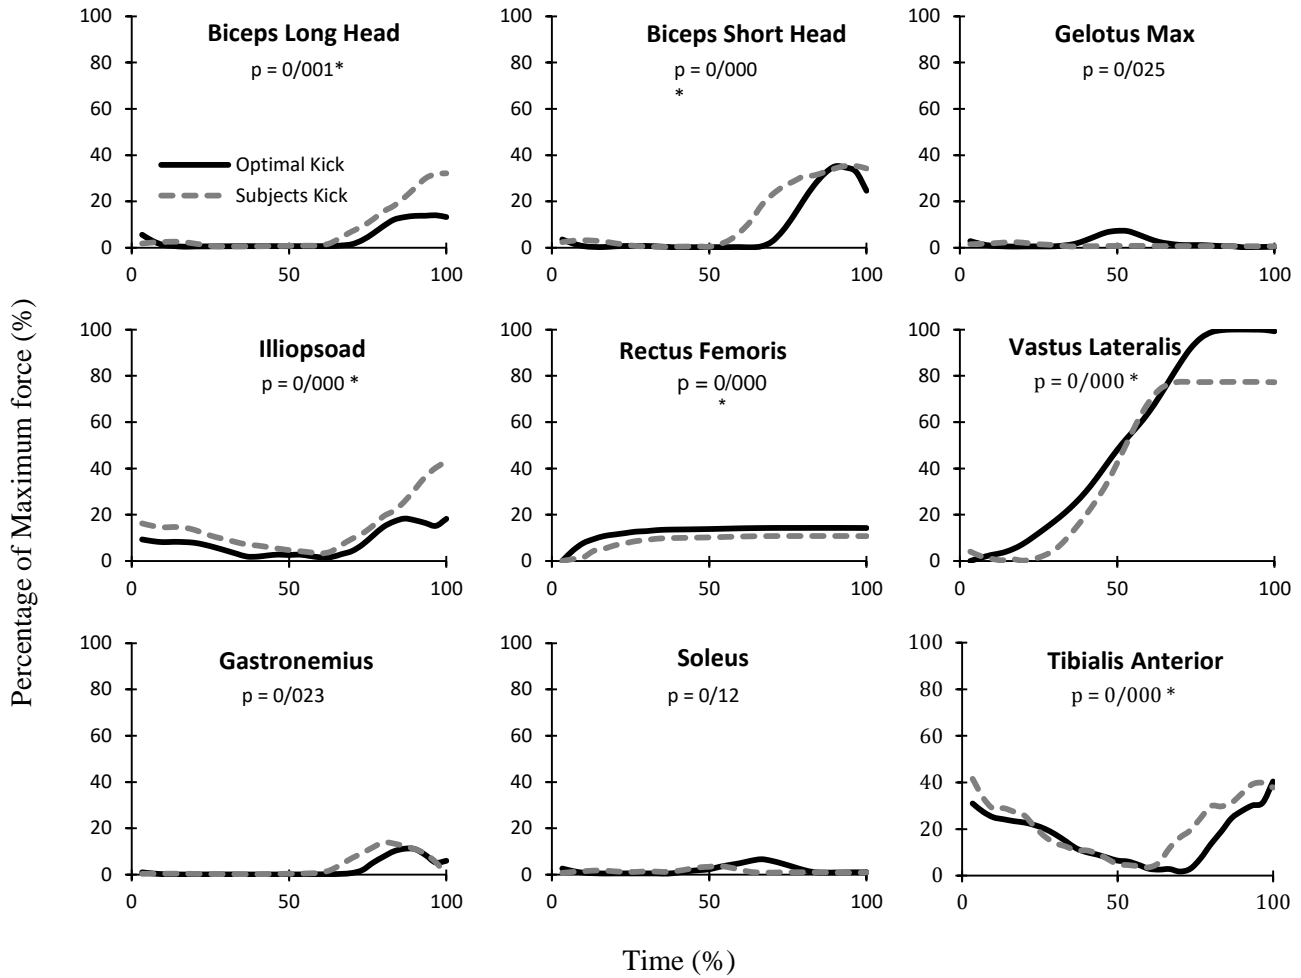 Percentage of Maximum force (%)
Biceps Long Head
p = 0/001*
Optimal Kick
Subjects Kick
100
80
60
40
20
0
0 50 100
Biceps Short Head
p = 0/000
*
100
80
60
40
20
0
0 50 100
Gelotus Max
p = 0/025
100
80
60
40
20
0
0 50 100
Illiopsoad
p = 0/000 *
100
80
60
40
20
0
0 50 100
Rectus Femoris
p = 0/000
*
100
80
60
40
20
0
0 50 100
Vastus Lateralis
p = 0/000 *
100
80
60
40
20
0
0 50 100
Gastronemius
p = 0/023
100
80
60
40
20
0
0 50 100
Soleus
p = 0/12
100
80
60
40
20
0
0 50 100
Tibialis Anterior
p = 0/000 *
100
80
60
40
20
0
0 50 100
Time (%)